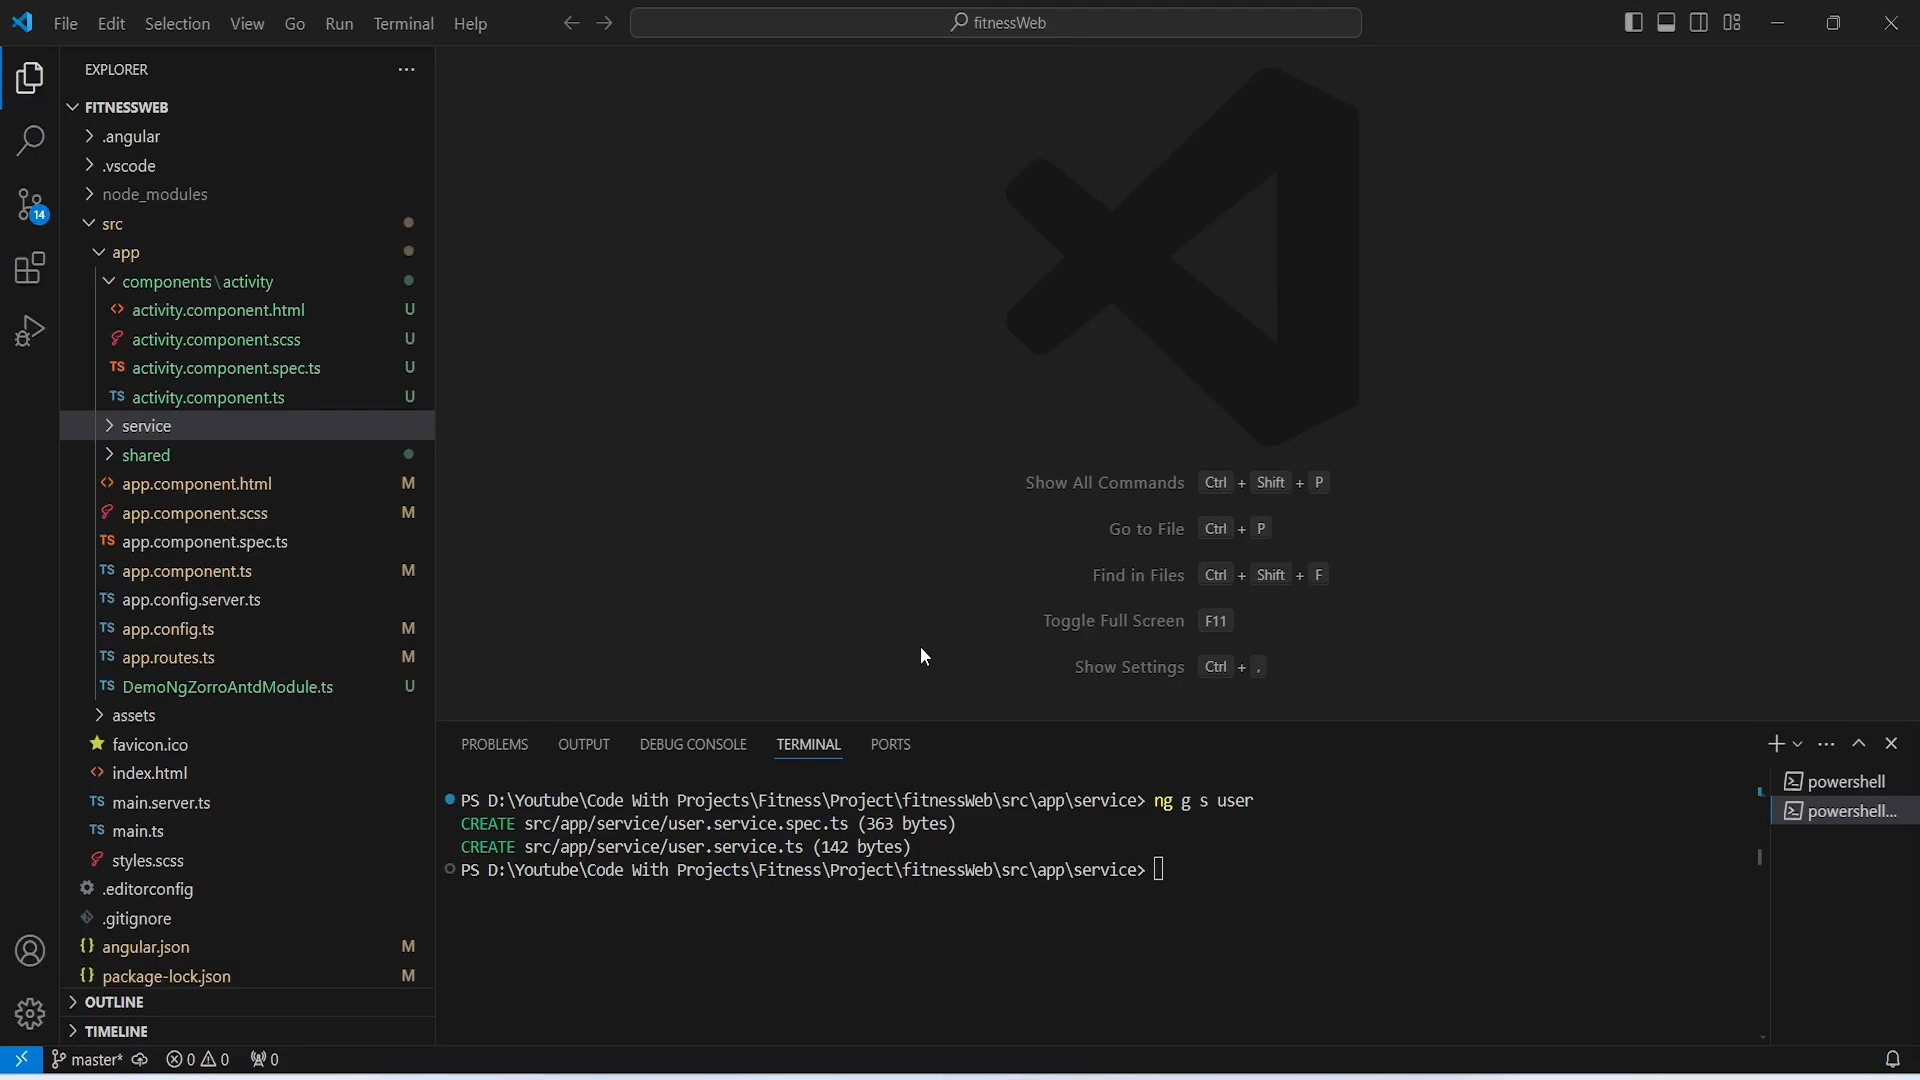 File Edit Selection View Go Run Terminal Help
fitnessWeb
EXPLORER
FITNESSWEB
.angular
.vscode
node_modules
src
14
app
components\activity
activity.component.html U
activity.component.scss U
TS activity.component.spec.ts U
TS activity.component.ts U
service
shared
app.component.html M
app.component.scss M
TS app.component.spec.ts
TS app.component.ts M
TS app.config.server.ts
TS app.config.ts M
TS app.routes.ts M
TS DemoNgZorroAntdModule.ts U
assets
favicon.ico
index.html
TS main.server.ts
TS main.ts
styles.scss
.editorconfig
.gitignore
{} angular.json M
{} package-lock.json M
OUTLINE
TIMELINE
Show All Commands Ctrl + Shift + P
Go to File Ctrl + P
Find in Files Ctrl + Shift + F
Toggle Full Screen F11
Show Settings Ctrl + ,
PROBLEMS OUTPUT DEBUG CONSOLE TERMINAL PORTS
PS D:\Youtube\Code With Projects\Fitness\Project\fitnessWeb\src\app\service> ng g s user
CREATE src/app/service/user.service.spec.ts (363 bytes)
CREATE src/app/service/user.service.ts (142 bytes)
PS D:\Youtube\Code With Projects\Fitness\Project\fitnessWeb\src\app\service>
powershell
powershell...
master* 0 0 0